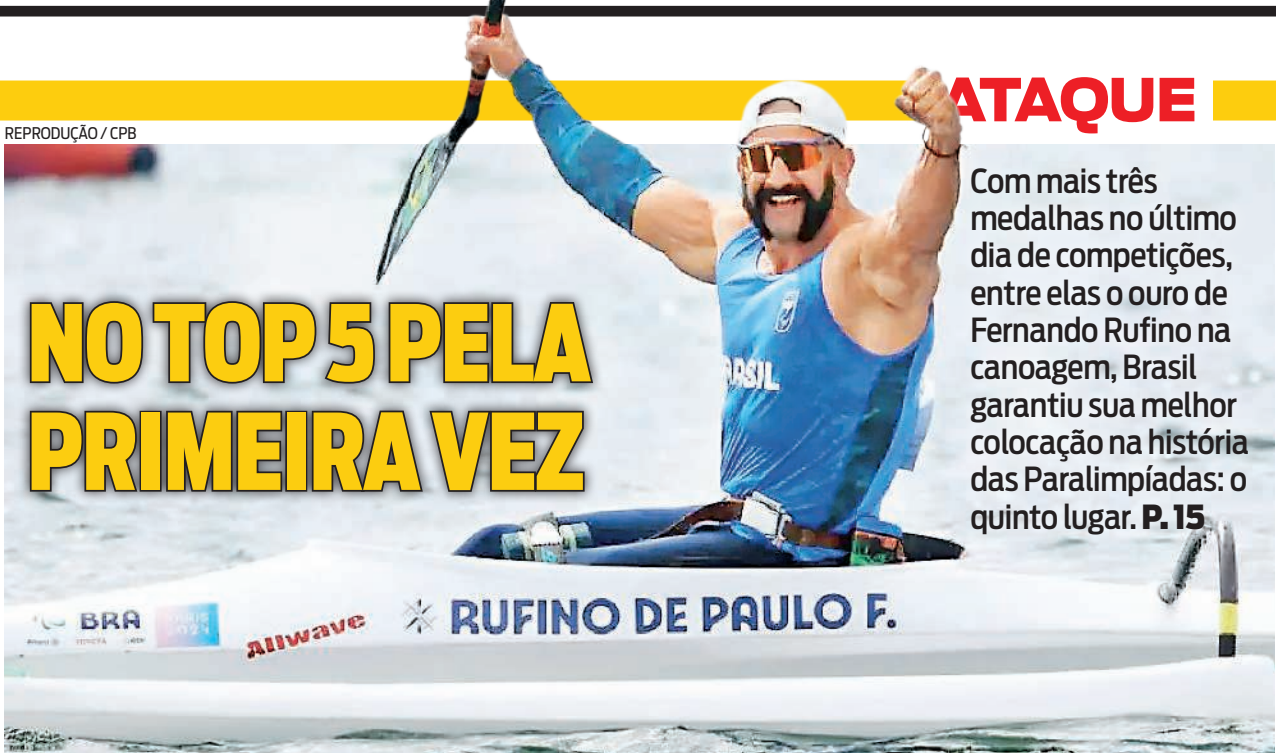 ATAQUE
REPRODUÇÃO / CPB
Com mais três
medalhas no último
dia de competições,
entre elas o ouro de
Fernando Rufino na
canoagem, Brasil
garantiu sua melhor
colocação na história
das Paralimpíadas: o
quinto lugar. P. 15
NO TOP 5 PELA
PRIMEIRA VEZ
BRASIL
BRA
PARIS
2024
Allwave
RUFINO DE PAULO F.